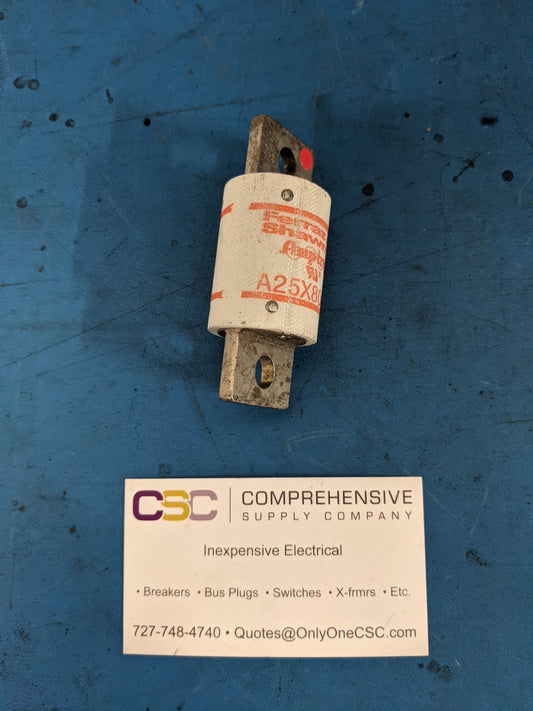 Ferraz
Shawm
A25X80
CSC | COMPREHENSIVE
SUPPLY COMPANY
Inexpensive Electrical
• Breakers • Bus Plugs • Switches • X-frmrs • Etc.
727-748-4740 • Quotes@OnlyOneCSC.com